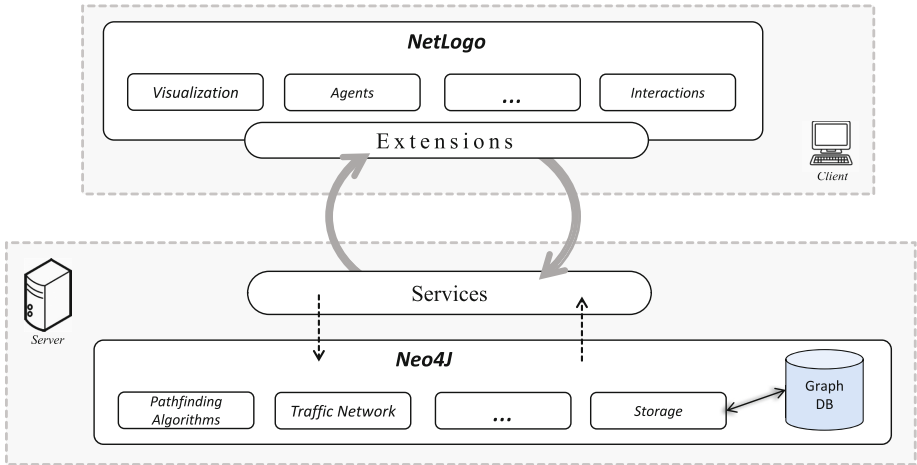 NetLogo
Visualization
Agents
...
Interactions
Extensions
Client
Services
Server
Neo4J
Pathfinding
Algorithms
Traffic Network
...
Storage
Graph
DB